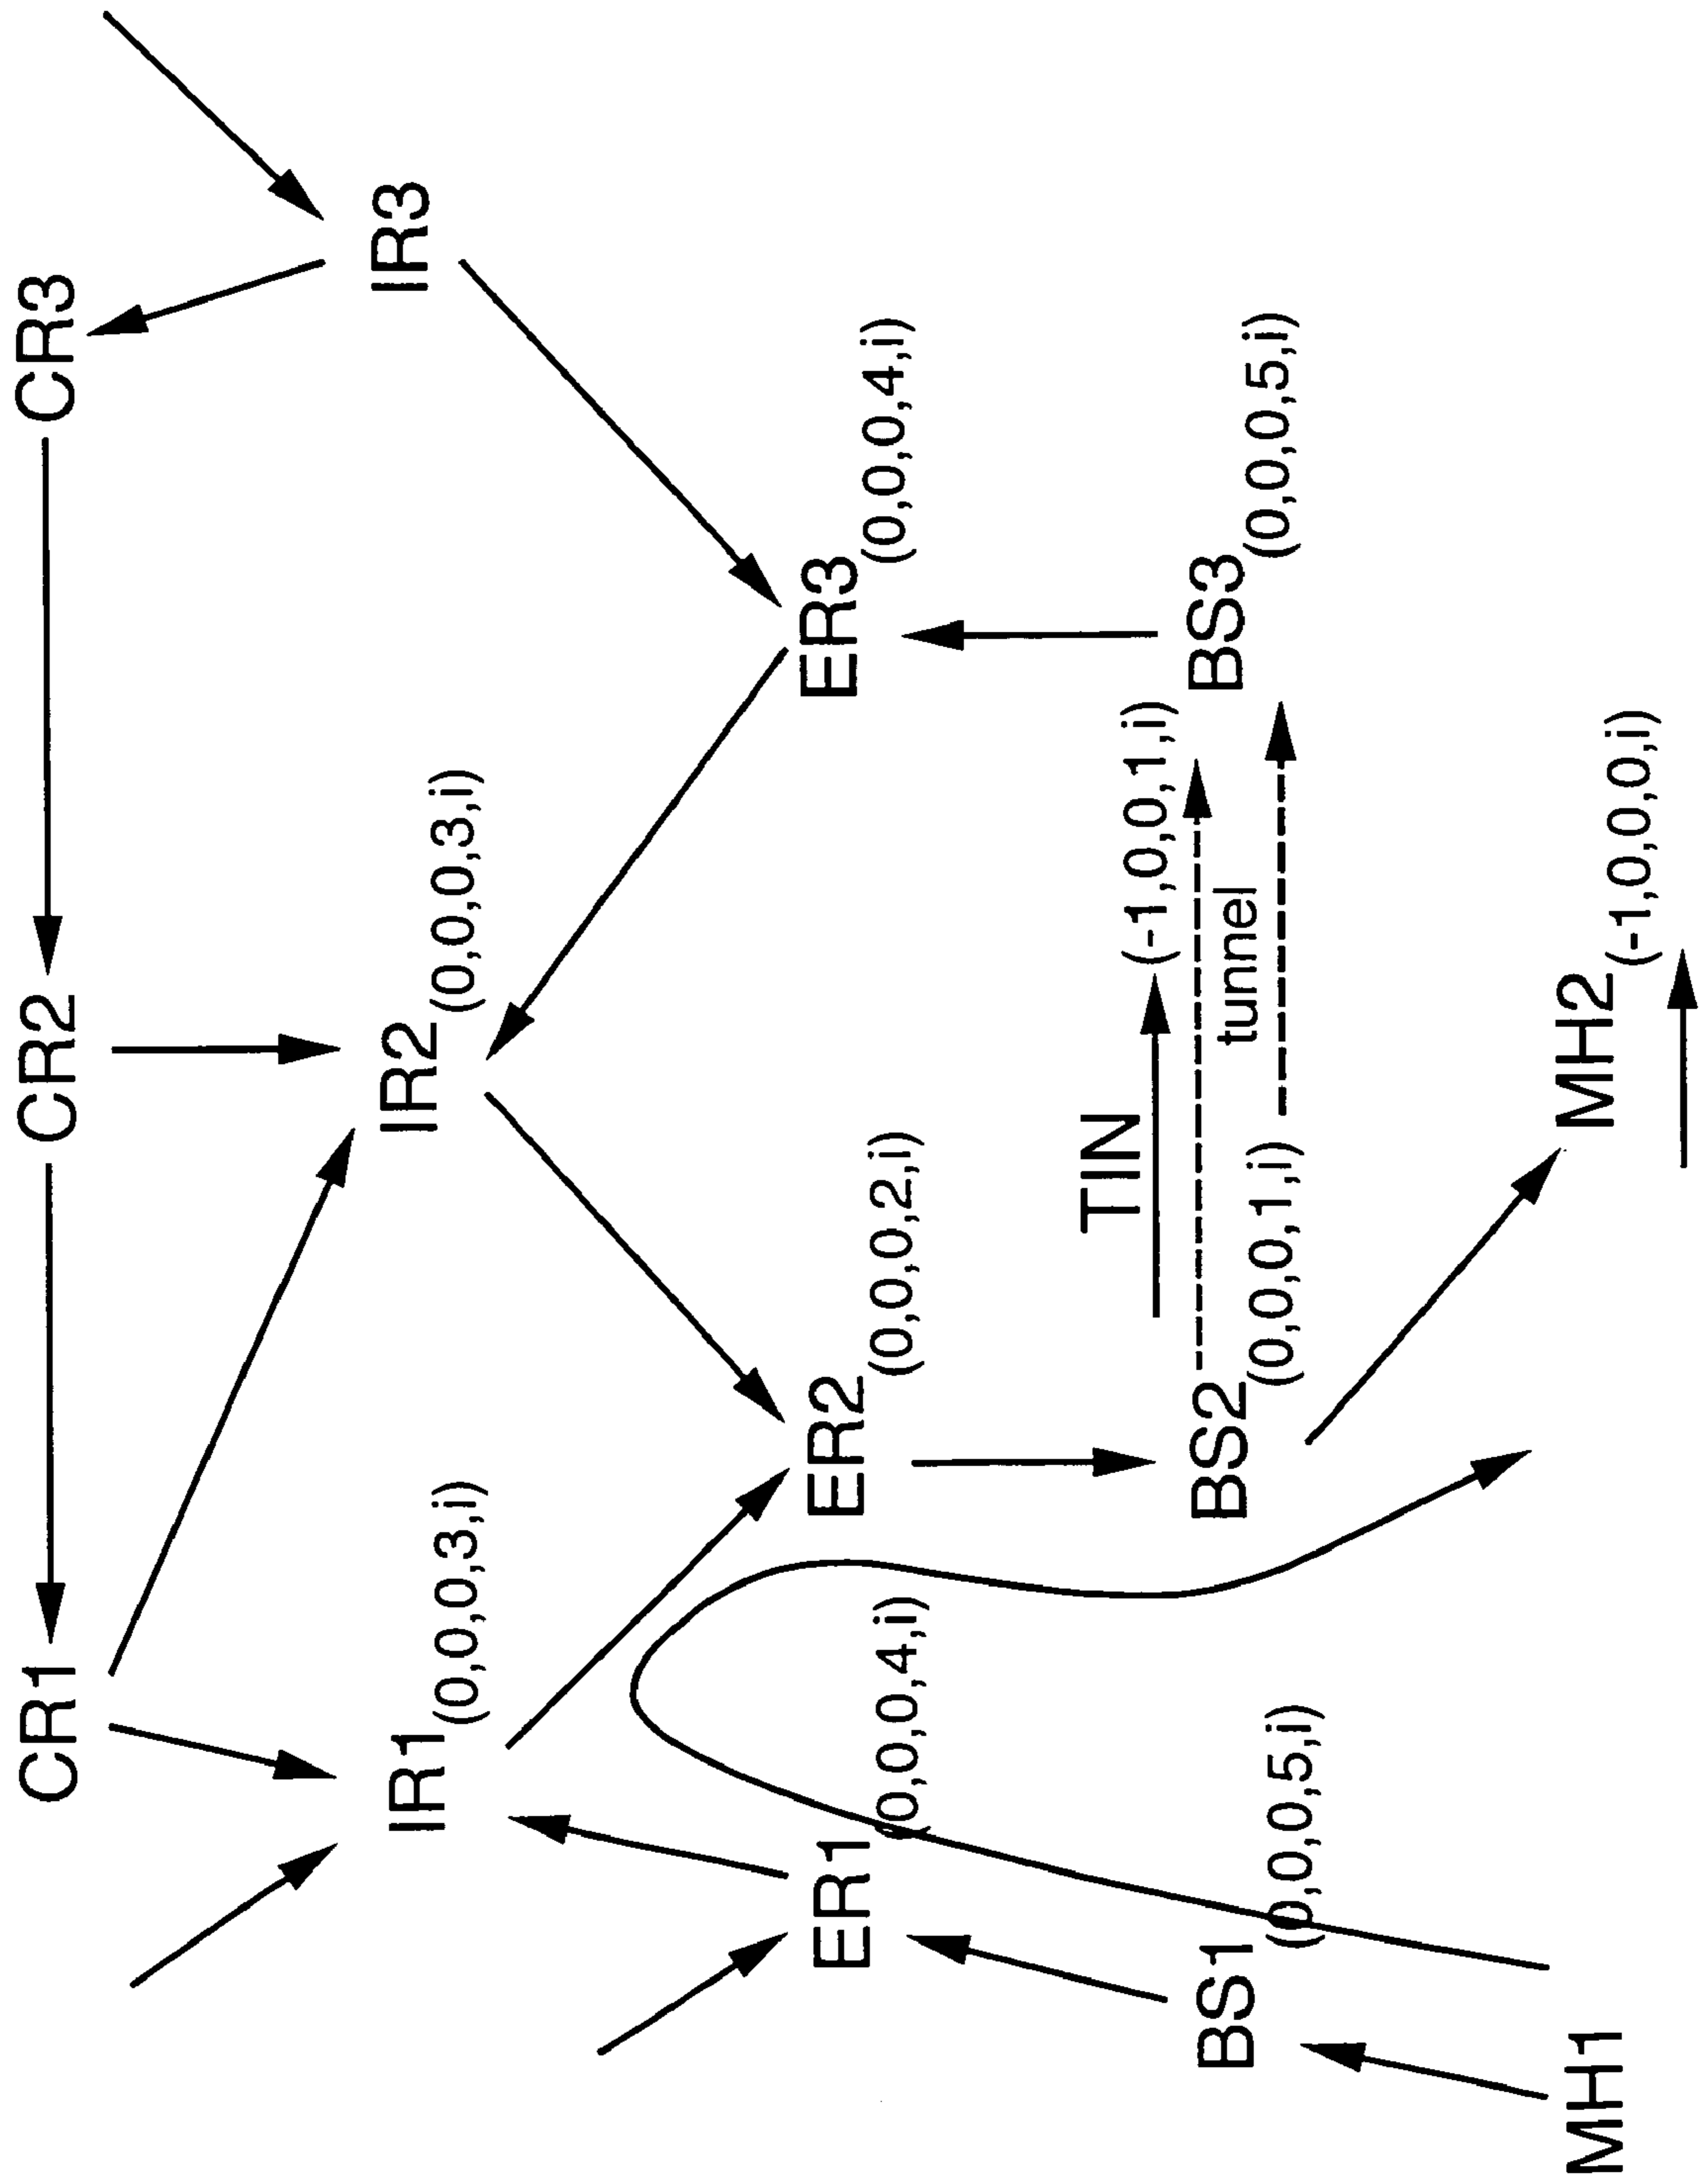 CR1
CR2
CR3
IR1
(0,0,0,3,i)
IR2
(0,0,0,3,i)
IR3
ER1
(0,0,0,4,i)
ER2
(0,0,0,2,i)
ER3
(0,0,0,4,i)
TIN
(-1,0,0,1,i)
tunnel
BS1
(0,0,0,5,i)
BS2
(0,0,0,1,i)
BS3
(0,0,0,5,i)
MH1
MH2
(-1,0,0,0,i)